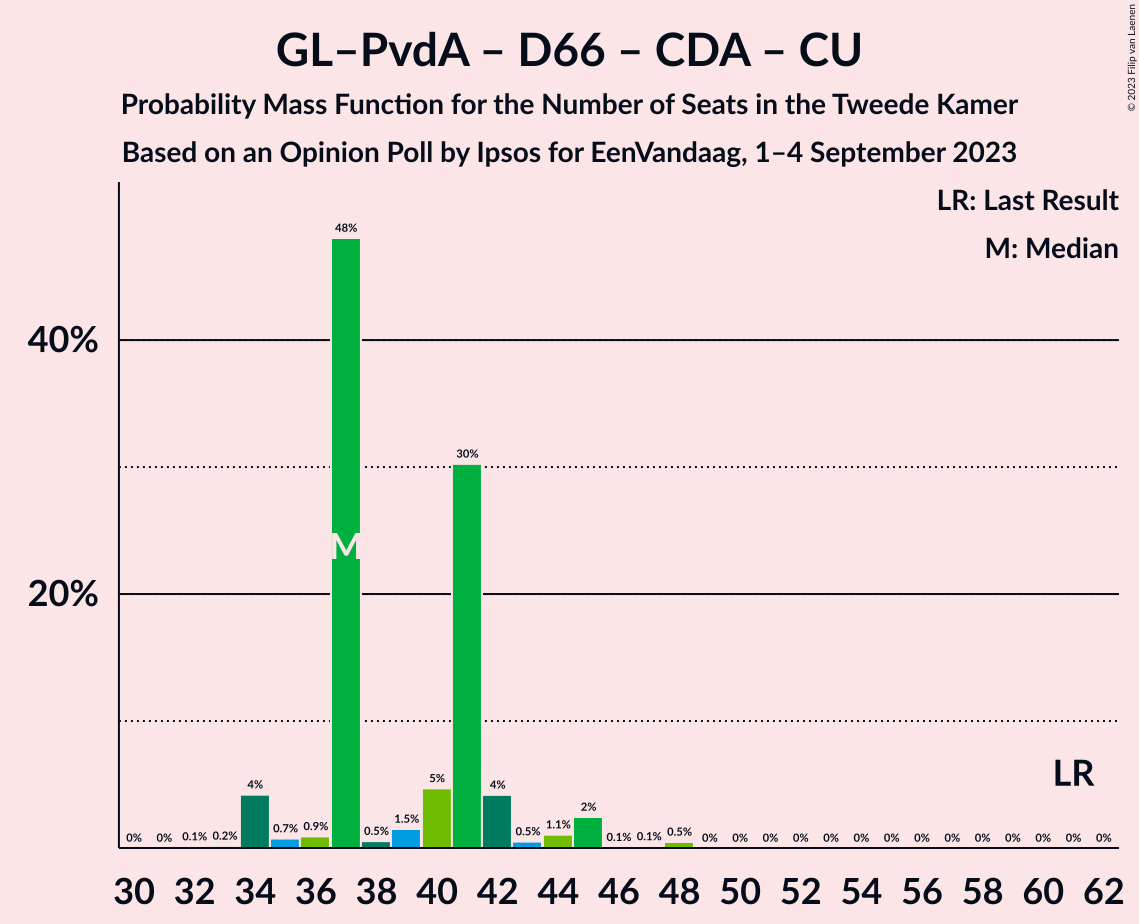 GL–PvdA – D66 – CDA – CU
Probability Mass Function for the Number of Seats in the Tweede Kamer
Based on an Opinion Poll by Ipsos for EenVandaag, 1–4 September 2023
© 2023 Filip van Laenen
LR: Last Result
M: Median
48%
40%
30%
M
20%
LR
4%
5%
4%
2%
0% 0% 0.1% 0.2% 0.7% 0.9% 0.5% 1.5% 0.5% 1.1% 0.1% 0.1% 0.5% 0% 0% 0% 0% 0% 0% 0% 0% 0% 0% 0% 0% 0% 0%
30 32 34 36 38 40 42 44 46 48 50 52 54 56 58 60 62